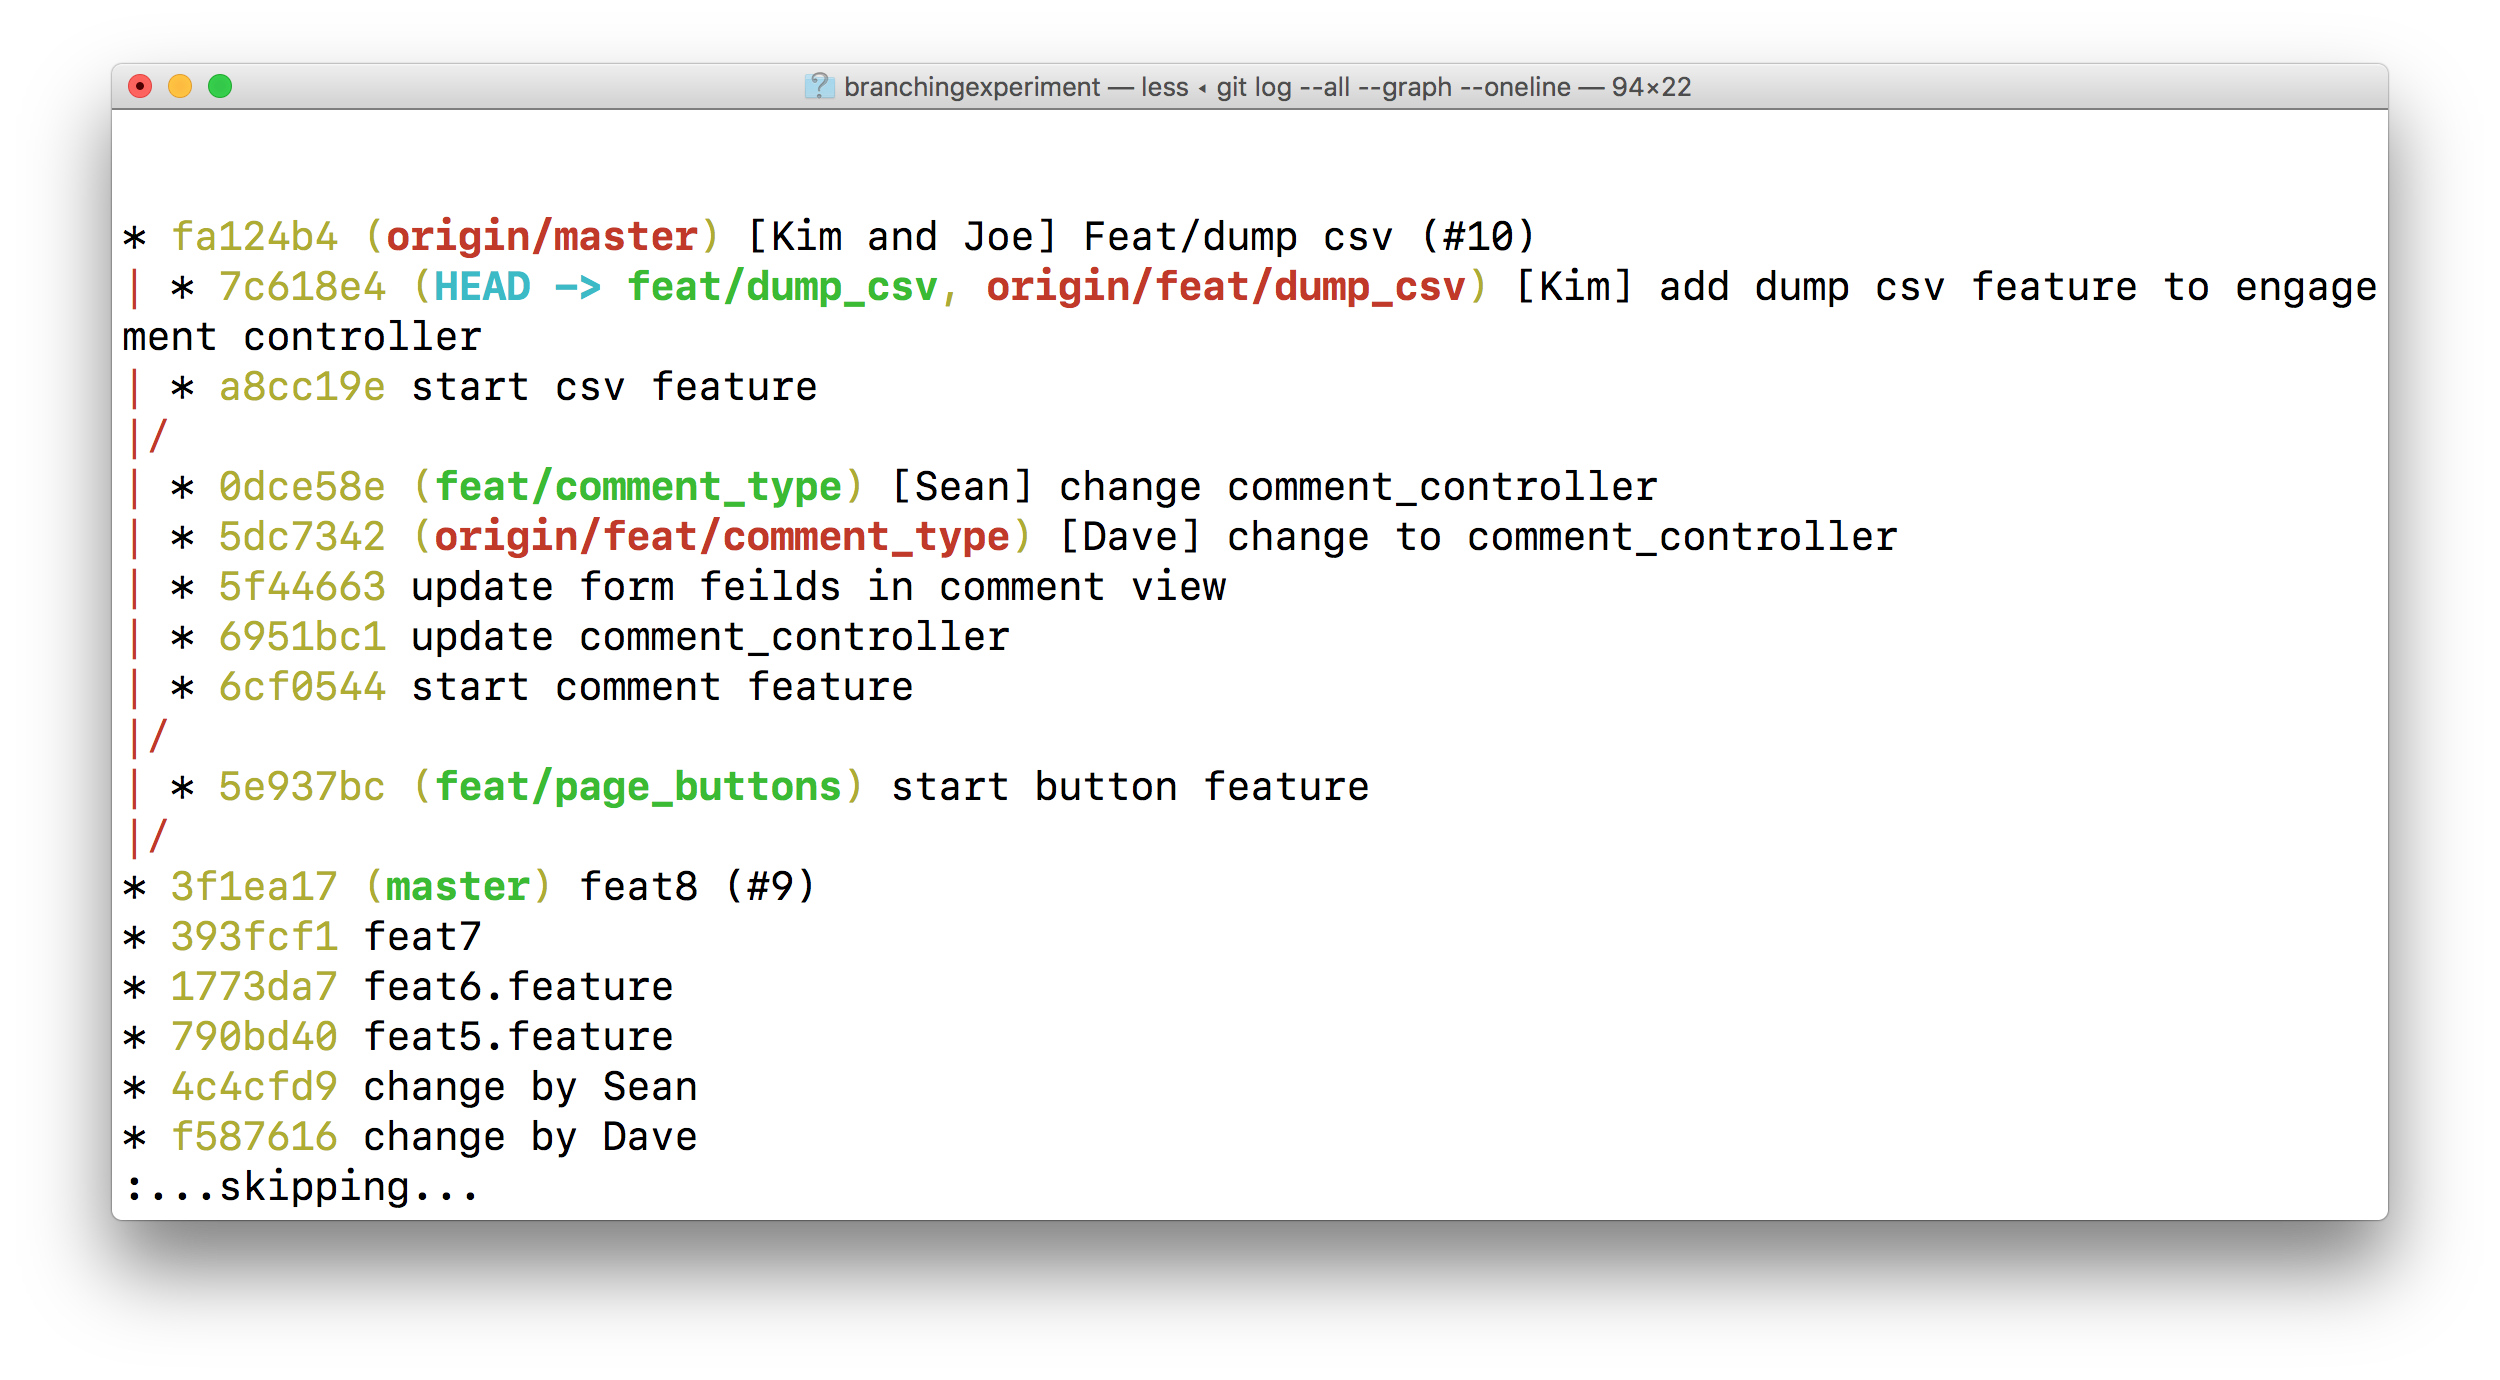 branchingexperiment — less ◂ git log --all --graph --oneline — 94×22
* fa124b4 (origin/master) [Kim and Joe] Feat/dump csv (#10)
| * 7c618e4 (HEAD -> feat/dump_csv, origin/feat/dump_csv) [Kim] add dump csv feature to engage
ment controller
| * a8cc19e start csv feature
|/
| * 0dce58e (feat/comment_type) [Sean] change comment_controller
| * 5dc7342 (origin/feat/comment_type) [Dave] change to comment_controller
| * 5f44663 update form feilds in comment view
| * 6951bc1 update comment_controller
| * 6cf0544 start comment feature
|/
| * 5e937bc (feat/page_buttons) start button feature
|/
* 3f1ea17 (master) feat8 (#9)
* 393fcf1 feat7
* 1773da7 feat6.feature
* 790bd40 feat5.feature
* 4c4cfd9 change by Sean
* f587616 change by Dave
:...skipping...